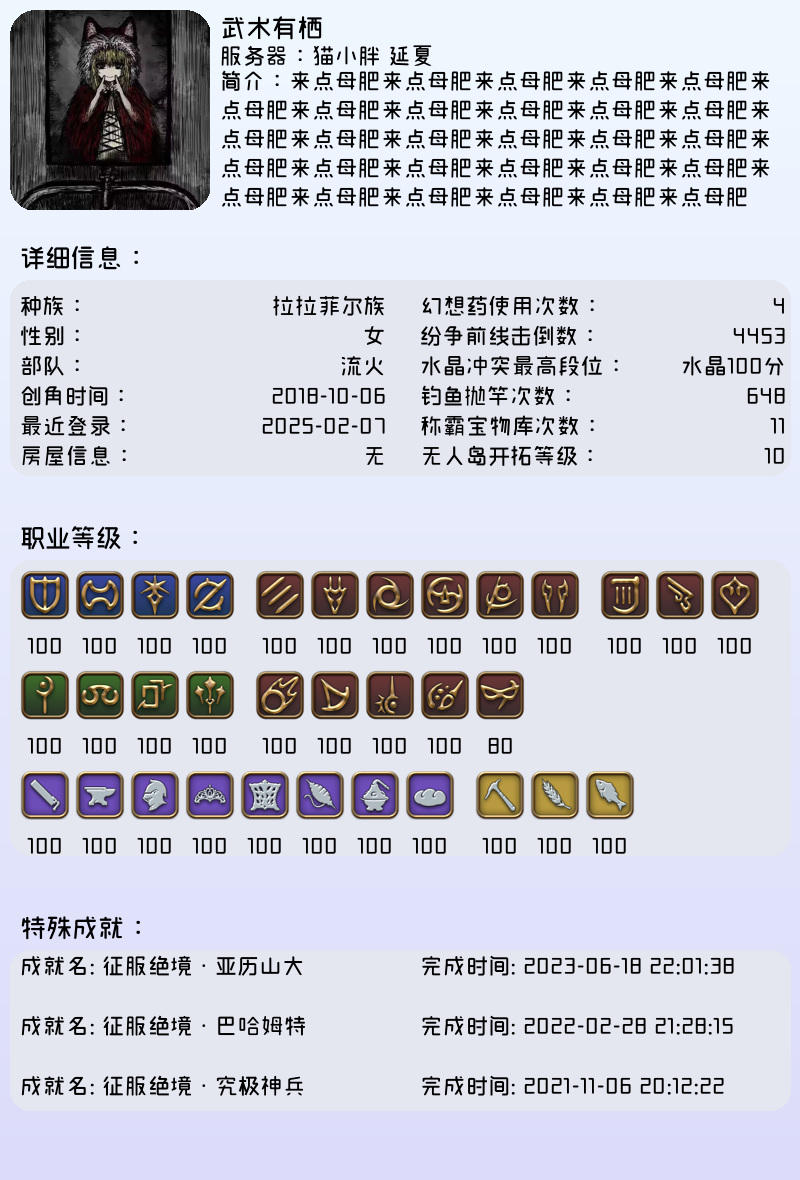 武术有栖
服务器：猫小胖 延夏
简介：来点母肥来点母肥来点母肥来点母肥来点母肥来
点母肥来点母肥来点母肥来点母肥来点母肥来点母肥来
点母肥来点母肥来点母肥来点母肥来点母肥来点母肥来
点母肥来点母肥来点母肥来点母肥来点母肥来点母肥来
点母肥来点母肥来点母肥来点母肥来点母肥来点母肥
详细信息：
种族： 拉拉菲尔族 幻想药使用次数： 4
性别： 女 纷争前线击倒数： 4453
部队： 流火 水晶冲突最高段位： 水晶100分
创角时间： 2018-10-06 钓鱼抛竿次数： 648
最近登录： 2025-02-07 称霸宝物库次数： 11
房屋信息： 无 无人岛开拓等级： 10
职业等级：
100 100 100 100 100 100 100 100 100 100 100 100 100
100 100 100 100 100 100 100 100 80
100 100 100 100 100 100 100 100 100 100 100
特殊成就：
成就名: 征服绝境·亚历山大 完成时间: 2023-06-18 22:01:38
成就名: 征服绝境·巴哈姆特 完成时间: 2022-02-28 21:28:15
成就名: 征服绝境·究极神兵 完成时间: 2021-11-06 20:12:22